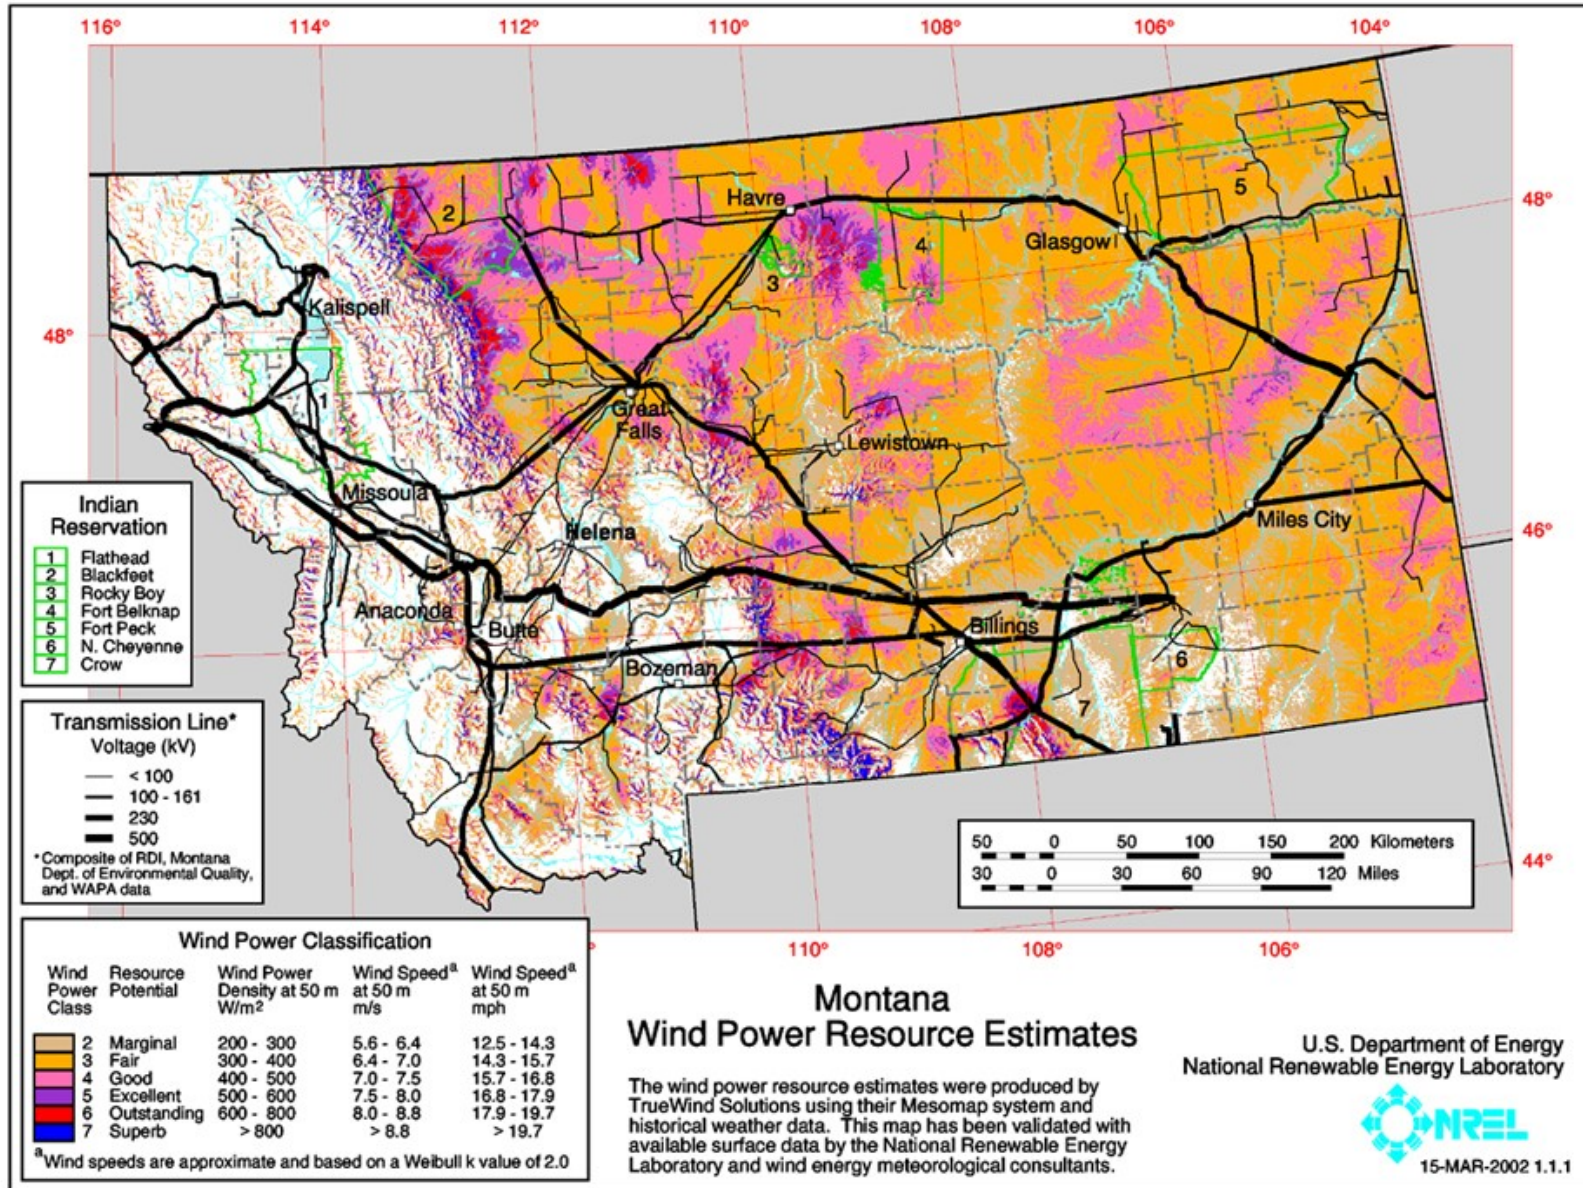 116°
114°
112°
110°
108°
106°
104°
48°
48°
46°
44°
110°
108°
106°
Havre
Glasgow
Kalispell
Great
Falls
Lewistown
Missoula
Helena
Miles City
Anaconda
Butte
Bozeman
Billings
1
2
3
4
5
6
7
Indian
Reservation
1 Flathead
2 Blackfeet
3 Rocky Boy
4 Fort Belknap
5 Fort Peck
6 N. Cheyenne
7 Crow
Transmission Line*
Voltage (kV)
< 100
100 - 161
230
500
* Composite of RDI, Montana
Dept. of Environmental Quality,
and WAPA data
50 0 50 100 150 200 Kilometers
30 0 30 60 90 120 Miles
Wind Power Classification
Wind Resource Wind Power Wind Speedᵃ Wind Speedᵃ
Power Potential Density at 50 m at 50 m at 50 m
Class W/m² m/s mph
2 Marginal 200 - 300 5.6 - 6.4 12.5 - 14.3
3 Fair 300 - 400 6.4 - 7.0 14.3 - 15.7
4 Good 400 - 500 7.0 - 7.5 15.7 - 16.8
5 Excellent 500 - 600 7.5 - 8.0 16.8 - 17.9
6 Outstanding 600 - 800 8.0 - 8.8 17.9 - 19.7
7 Superb > 800 > 8.8 > 19.7
ᵃWind speeds are approximate and based on a Weibull k value of 2.0
Montana
Wind Power Resource Estimates
The wind power resource estimates were produced by
TrueWind Solutions using their Mesomap system and
historical weather data. This map has been validated with
available surface data by the National Renewable Energy
Laboratory and wind energy meteorological consultants.
U.S. Department of Energy
National Renewable Energy Laboratory
NREL
15-MAR-2002 1.1.1